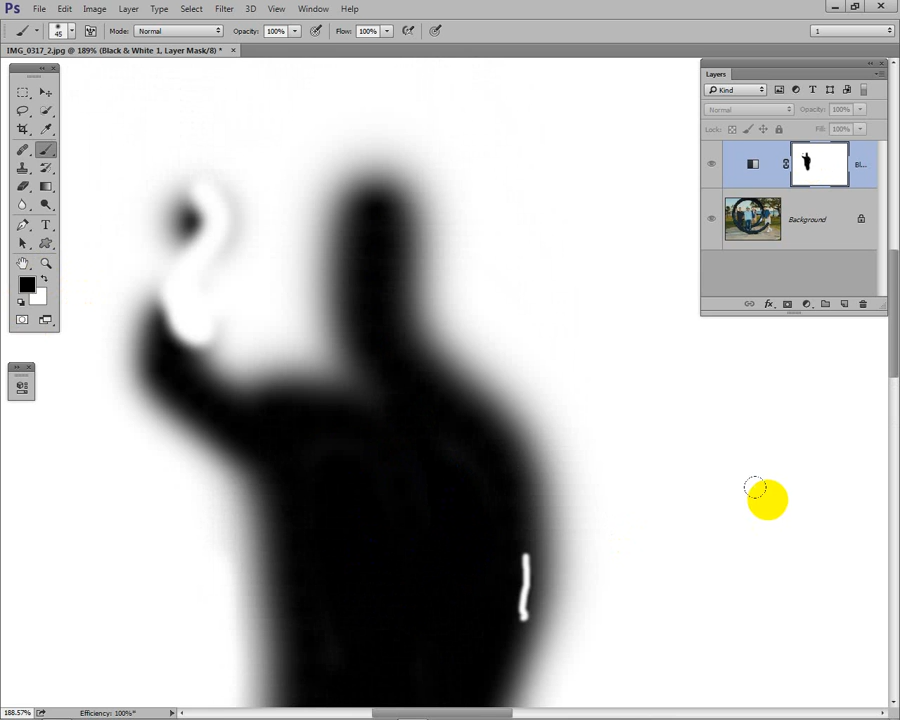 Ps File Edit Image Layer Type Select Filter 3D View Window Help
45 Mode: Normal Opacity: 100% Flow: 100% 1
IMG_0317_2.jpg @ 189% (Black & White 1, Layer Mask/8) * ×
Layers
Kind T
Normal Opacity: 100%
Lock: Fill: 100%
Bl...
Background
T
fx
188.57% Efficiency: 100%*